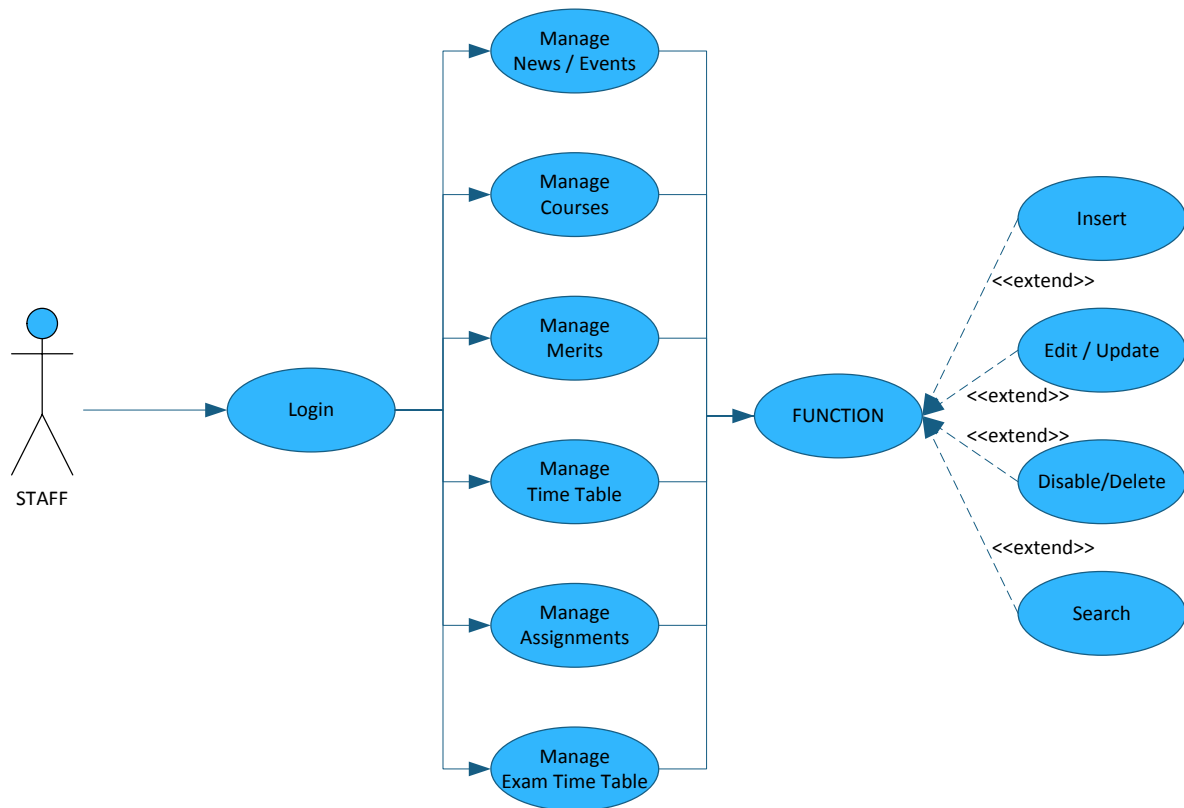 STAFF
Login
Manage
News / Events
Manage
Courses
Manage
Merits
Manage
Time Table
Manage
Assignments
Manage
Exam Time Table
FUNCTION
Insert
<<extend>>
Edit / Update
<<extend>>
<<extend>>
Disable/Delete
<<extend>>
Search